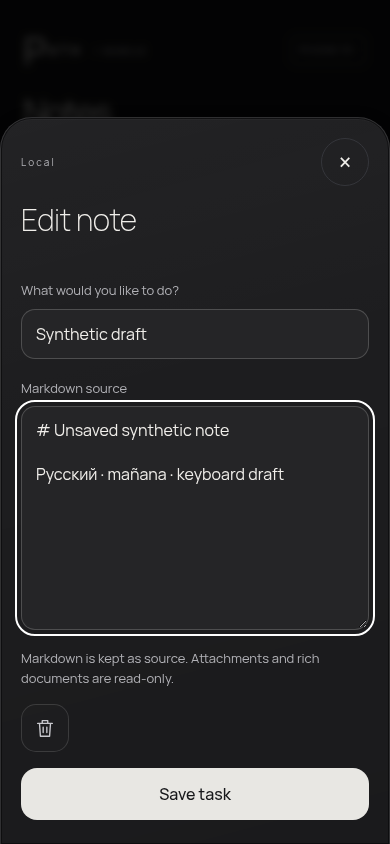 Local
Edit note
What would you like to do?
Synthetic draft
Markdown source
# Unsaved synthetic note
Русский · mañana · keyboard draft
Markdown is kept as source. Attachments and rich
documents are read-only.
Save task